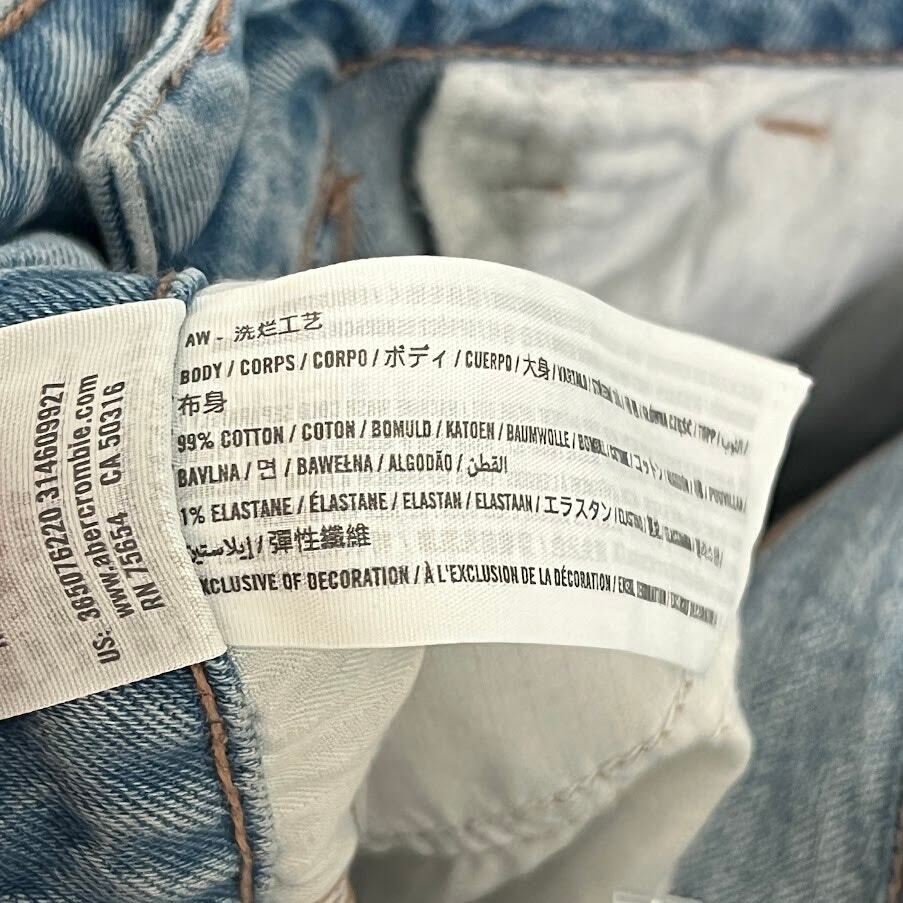 US: 365076220.314609927
www.abercrombie.com
RN 75654 CA 50316
AW - 洗烂工艺
BODY / CORPS / CORPO / ボディ / CUERPO / 大身 /
布身
99% COTTON / COTON / BOMULD / KATOEN / BAUMWOLLE /
BAVLNA / 면 / BAWEŁNA / ALGODÃO / القطن
1% ELASTANE / ÉLASTANE / ELASTAN / ELASTAAN / エラスタン /
إيلاستين / 彈性纖維
XCLUSIVE OF DECORATION / À L'EXCLUSION DE LA DÉCORATION /